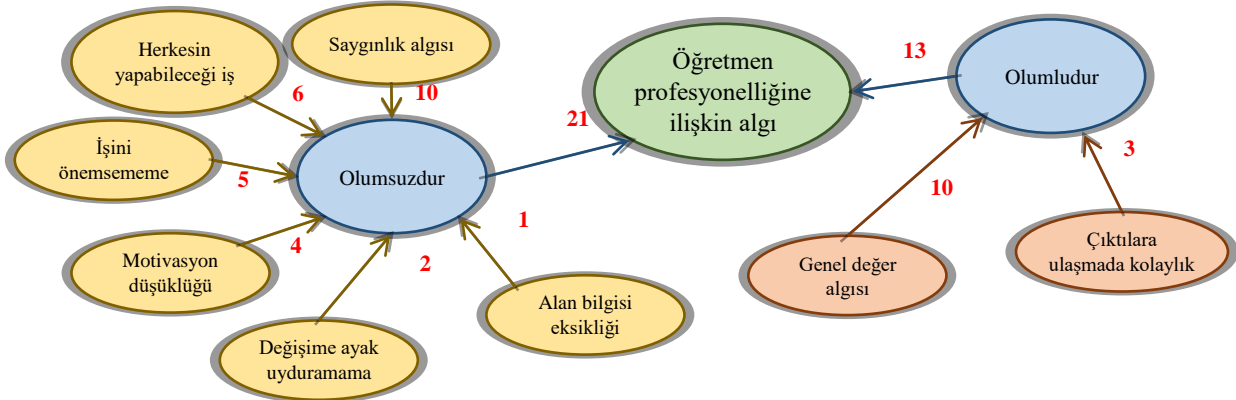 Herkesin
yapabileceği iş
Saygınlık algısı
6
10
İşini
önemsememe
5
Olumsuzdur
21
Motivasyon
düşüklüğü
4
2
1
Değişime ayak
uyduramama
Alan bilgisi
eksikliği
Öğretmen
profesyonelliğine
ilişkin algı
13
Olumludur
10
3
Genel değer
algısı
Çıktılara
ulaşmada kolaylık